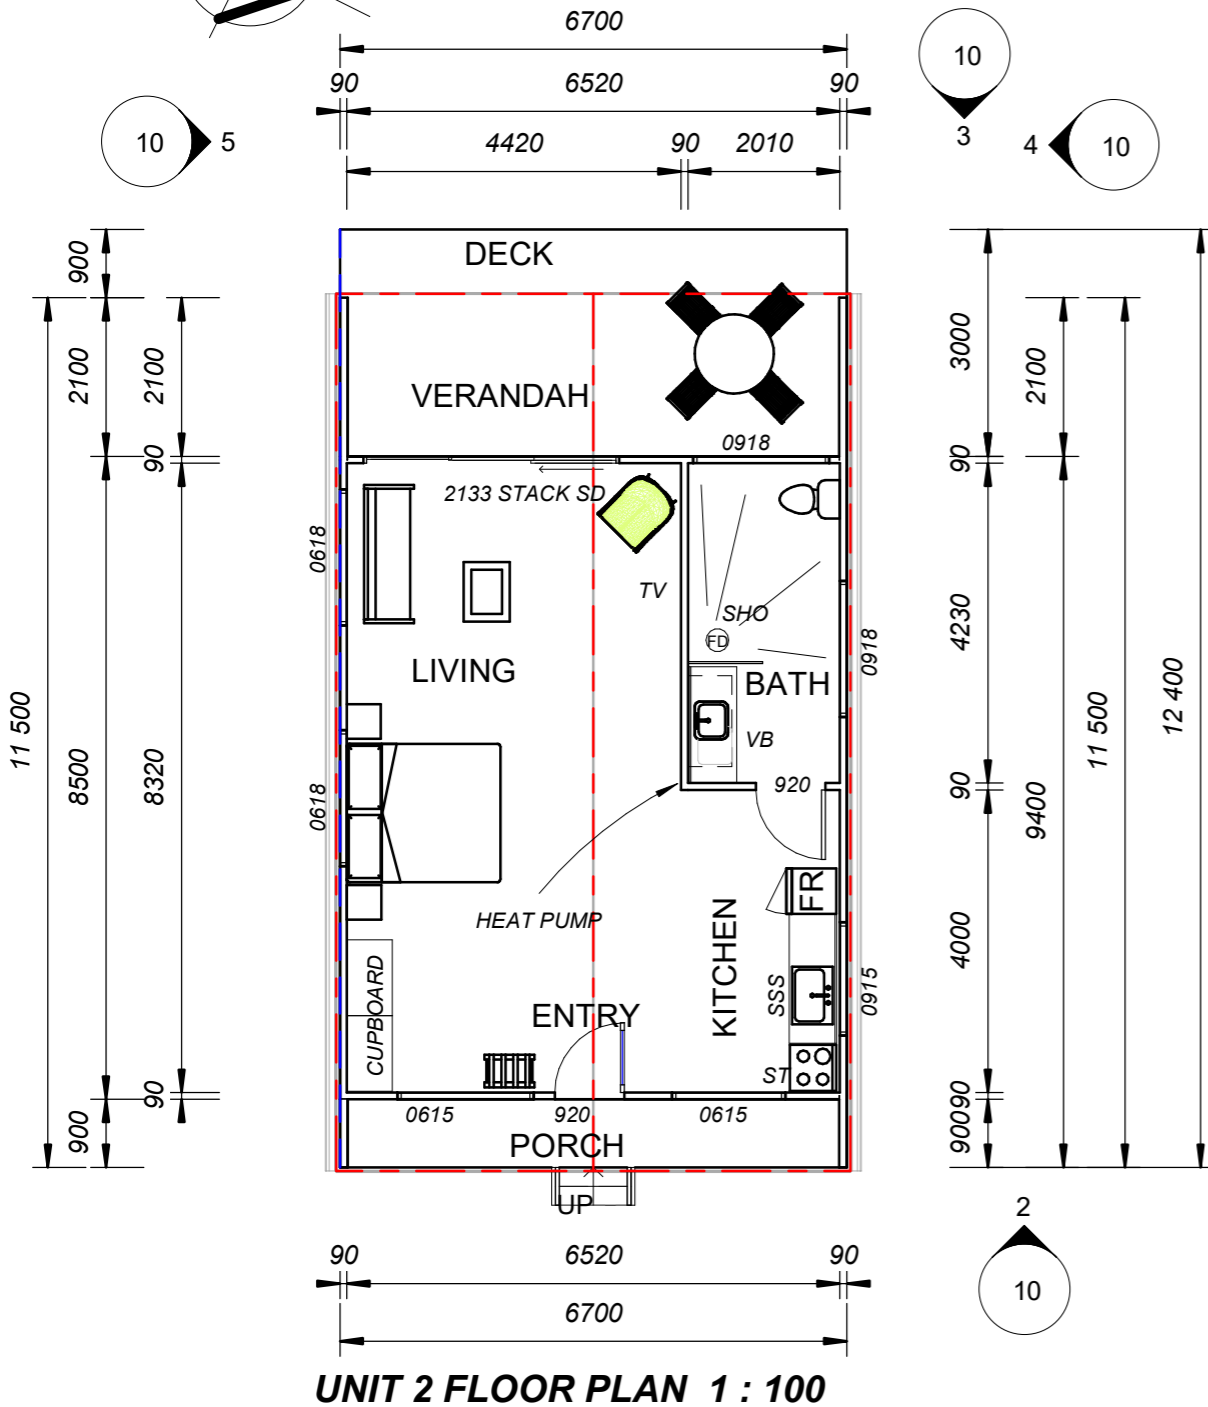 6700
90 6520 90
4420 90 2010
10 5
10
3
4 10
DECK
900
2100
2100
90
11 500
8500
8320
90
900
VERANDAH
0918
2133 STACK SD
0618
TV
SHO
FD
LIVING
BATH
0918
VB
920
0618
HEAT PUMP
FR
KITCHEN
SSS
0915
CUPBOARD
ENTRY
ST
0615 920 0615
PORCH
UP
3000
2100
90
4230
90
4000
90
900
9400
11 500
12 400
2
10
90 6520 90
6700
UNIT 2 FLOOR PLAN 1 : 100